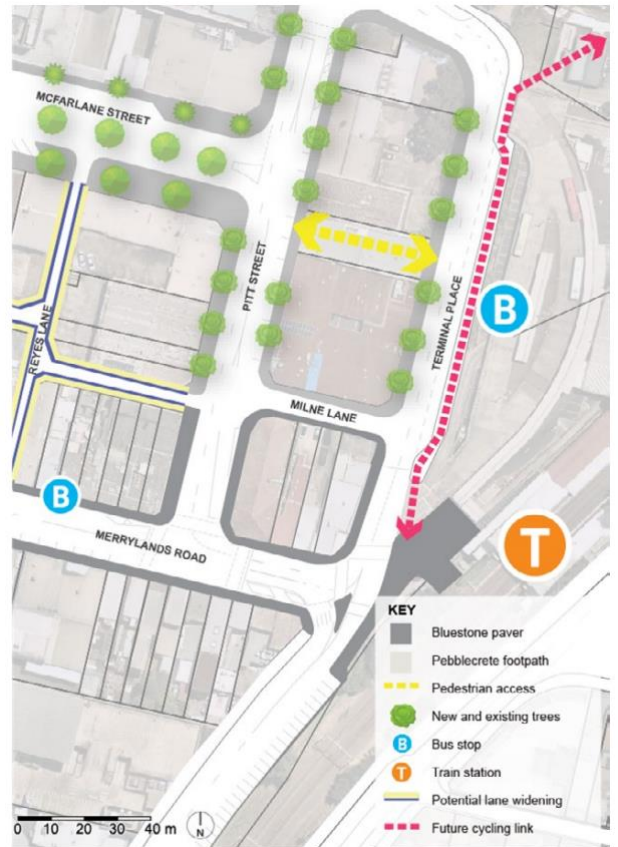 MCFARLANE STREET
PITT STREET
TERMINAL PLACE
B
REYES LANE
MILNE LANE
B
MERRYLANDS ROAD
T
KEY
Bluestone paver
Pebblecrete footpath
Pedestrian access
New and existing trees
B Bus stop
T Train station
Potential lane widening
Future cycling link
0 10 20 30 40 m
N